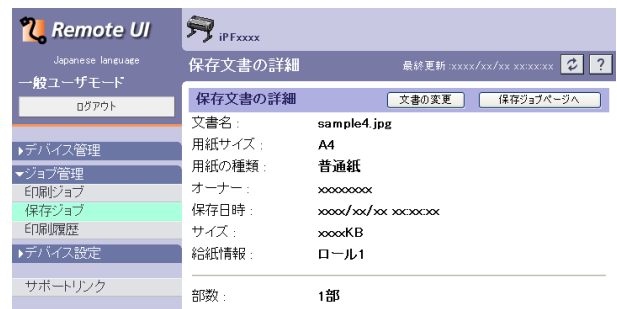 Remote UI
Japanese language
一般ユーザモード
ログアウト
▶デバイス管理
▼ジョブ管理
印刷ジョブ
保存ジョブ
印刷履歴
▶デバイス設定
サポートリンク
iPFxxxx
保存文書の詳細 最終更新:xxxx/xx/xx xx:xx:xx ?
保存文書の詳細 文書の変更 保存ジョブページへ
文書名 : sample4.jpg
用紙サイズ : A4
用紙の種類 : 普通紙
オーナー : xxxxxxxx
保存日時 : xxxx/xx/xx xx:xx:xx
サイズ : xxxxKB
給紙情報 : ロール1
部数 : 1部